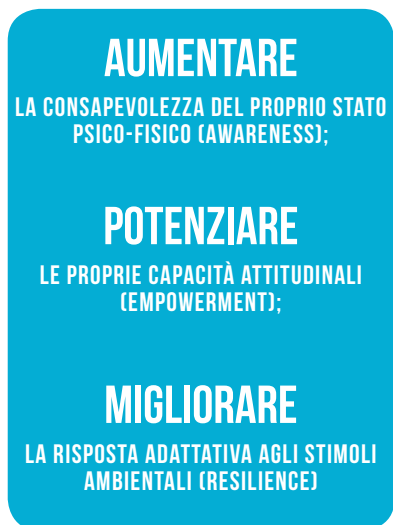 AUMENTARE
LA CONSAPEVOLEZZA DEL PROPRIO STATO
PSICO-FISICO (AWARENESS);
POTENZIARE
LE PROPRIE CAPACITÀ ATTITUDINALI
(EMPOWERMENT);
MIGLIORARE
LA RISPOSTA ADATTATIVA AGLI STIMOLI
AMBIENTALI (RESILIENCE)